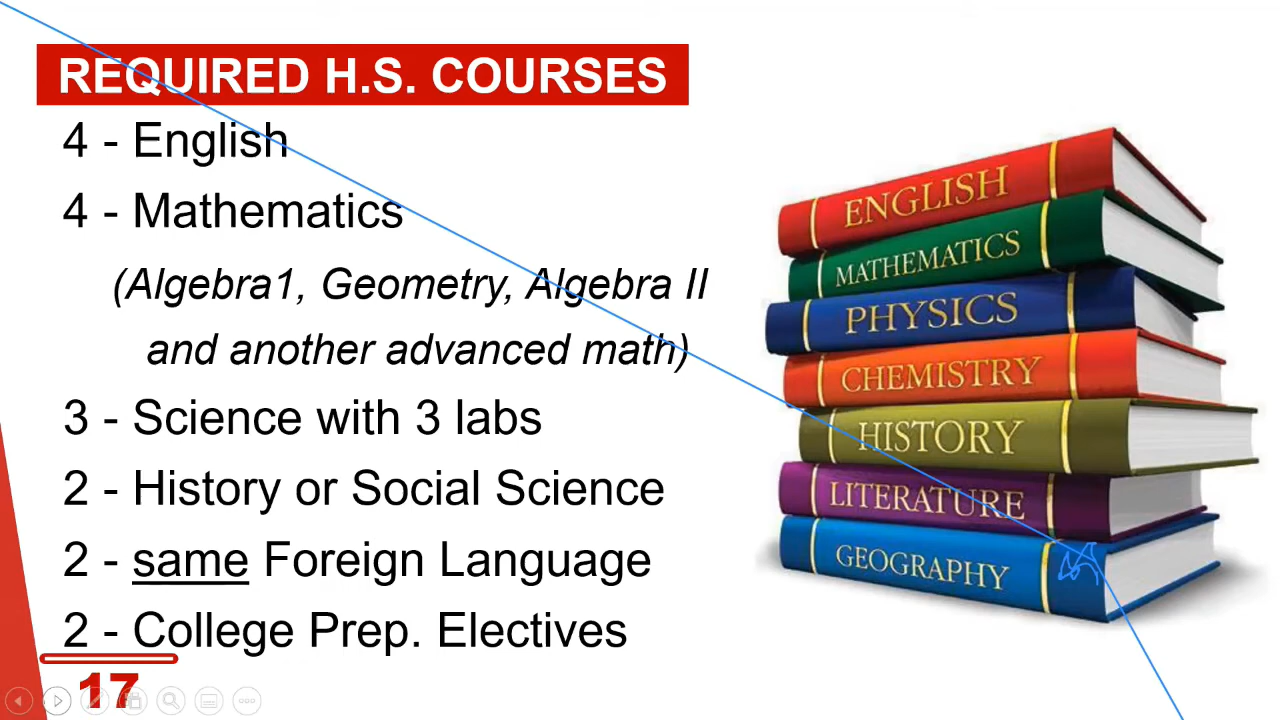 REQUIRED H.S. COURSES
4 - English
4 - Mathematics
(Algebra1, Geometry, Algebra II
and another advanced math)
3 - Science with 3 labs
2 - History or Social Science
2 - same Foreign Language
2 - College Prep. Electives
17
ENGLISH
MATHEMATICS
PHYSICS
CHEMISTRY
HISTORY
LITERATURE
GEOGRAPHY